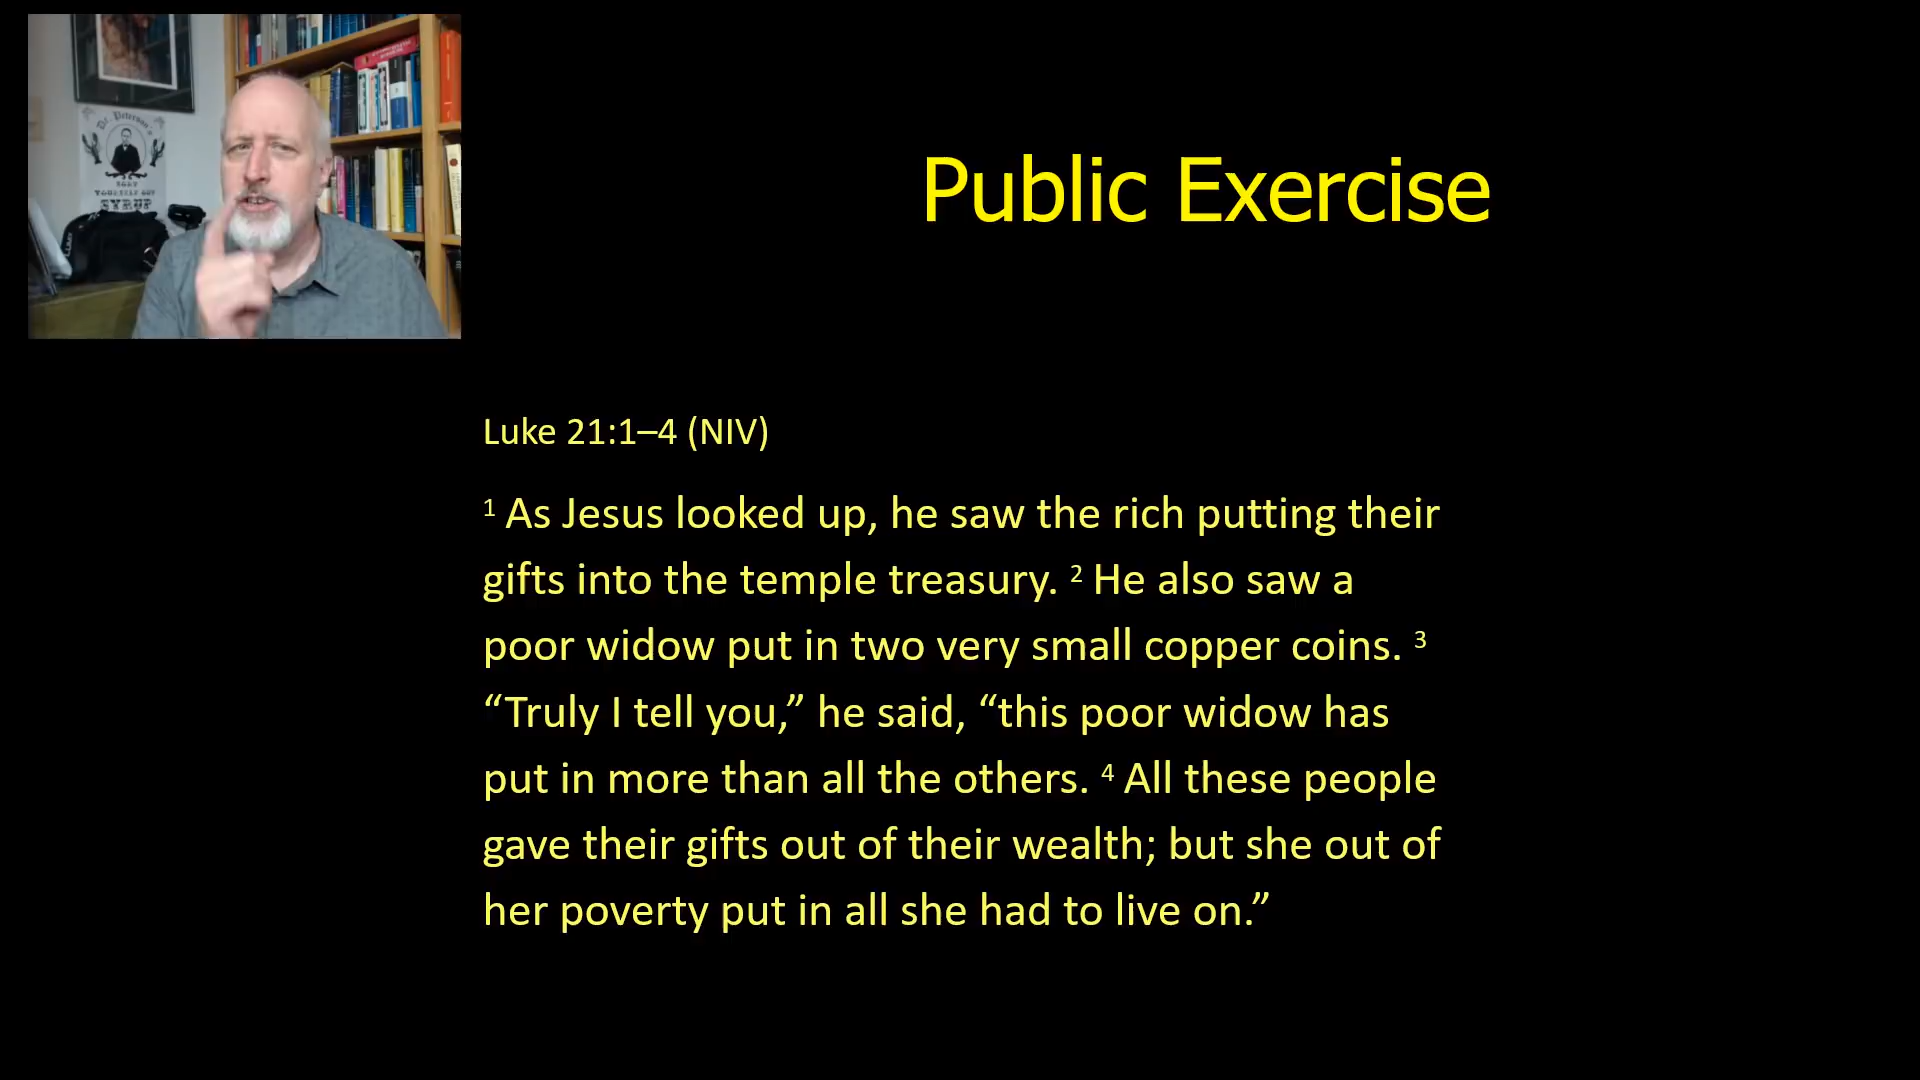 Dr. Peterson's
SYRUP
Public Exercise
Luke 21:1–4 (NIV)
1 As Jesus looked up, he saw the rich putting their
gifts into the temple treasury. 2 He also saw a
poor widow put in two very small copper coins. 3
“Truly I tell you,” he said, “this poor widow has
put in more than all the others. 4 All these people
gave their gifts out of their wealth; but she out of
her poverty put in all she had to live on.”